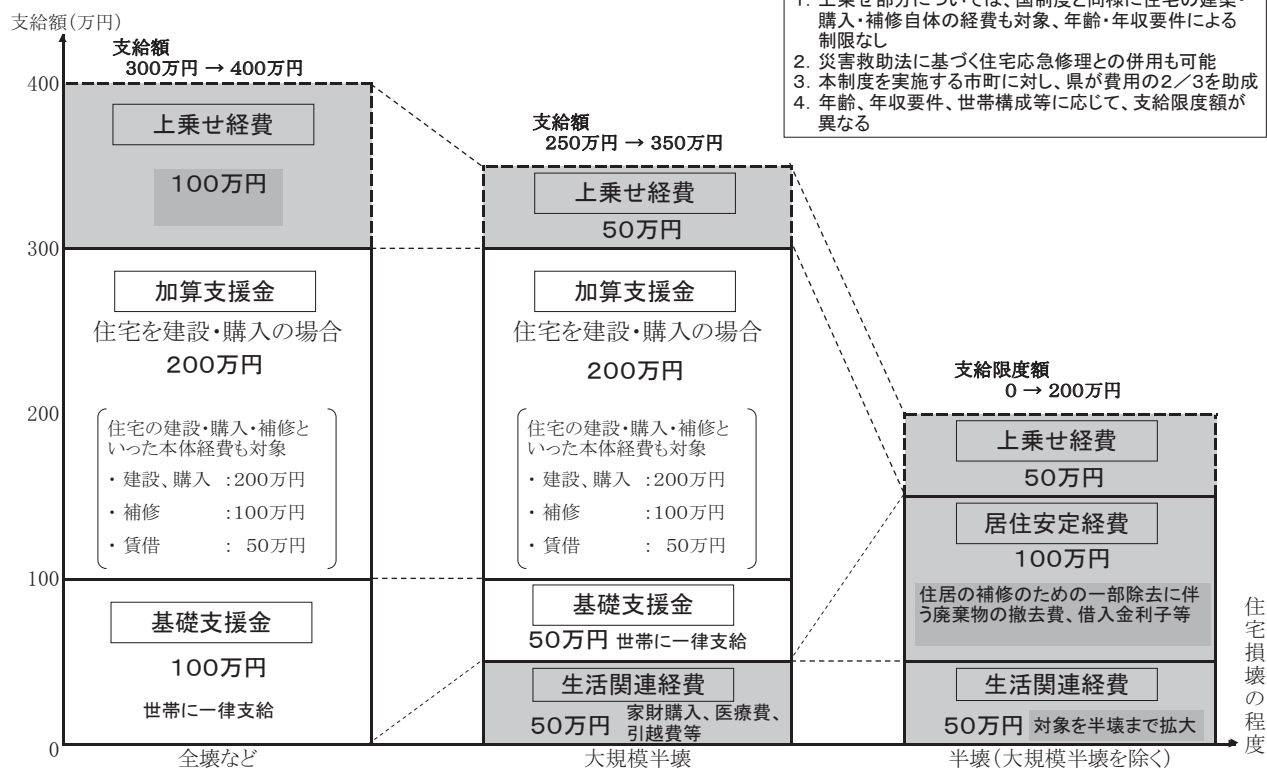 支給額(万円)
1. 上乗せ部分については、国制度と同様に住宅の建築・
購入・補修自体の経費も対象、年齢・年収要件による
制限なし
2. 災害救助法に基づく住宅応急修理との併用も可能
3. 本制度を実施する市町に対し、県が費用の2／3を助成
4. 年齢、年収要件、世帯構成等に応じて、支給限度額が
異なる
400
300
200
100
0
支給額
300万円 → 400万円
上乗せ経費
100万円
加算支援金
住宅を建設・購入の場合
200万円
住宅の建設・購入・補修と
いった本体経費も対象
・ 建設、購入 :200万円
・ 補修 :100万円
・ 賃借 : 50万円
基礎支援金
100万円
世帯に一律支給
全壊など
支給額
250万円 → 350万円
上乗せ経費
50万円
加算支援金
住宅を建設・購入の場合
200万円
住宅の建設・購入・補修と
いった本体経費も対象
・ 建設、購入 :200万円
・ 補修 :100万円
・ 賃借 : 50万円
基礎支援金
50万円 世帯に一律支給
生活関連経費
50万円 家財購入、医療費、
引越費等
大規模半壊
支給限度額
0 → 200万円
上乗せ経費
50万円
居住安定経費
100万円
住居の補修のための一部除去に伴
う廃棄物の撤去費、借入金利子等
生活関連経費
50万円 対象を半壊まで拡大
半壊(大規模半壊を除く)
住宅損壊の程度